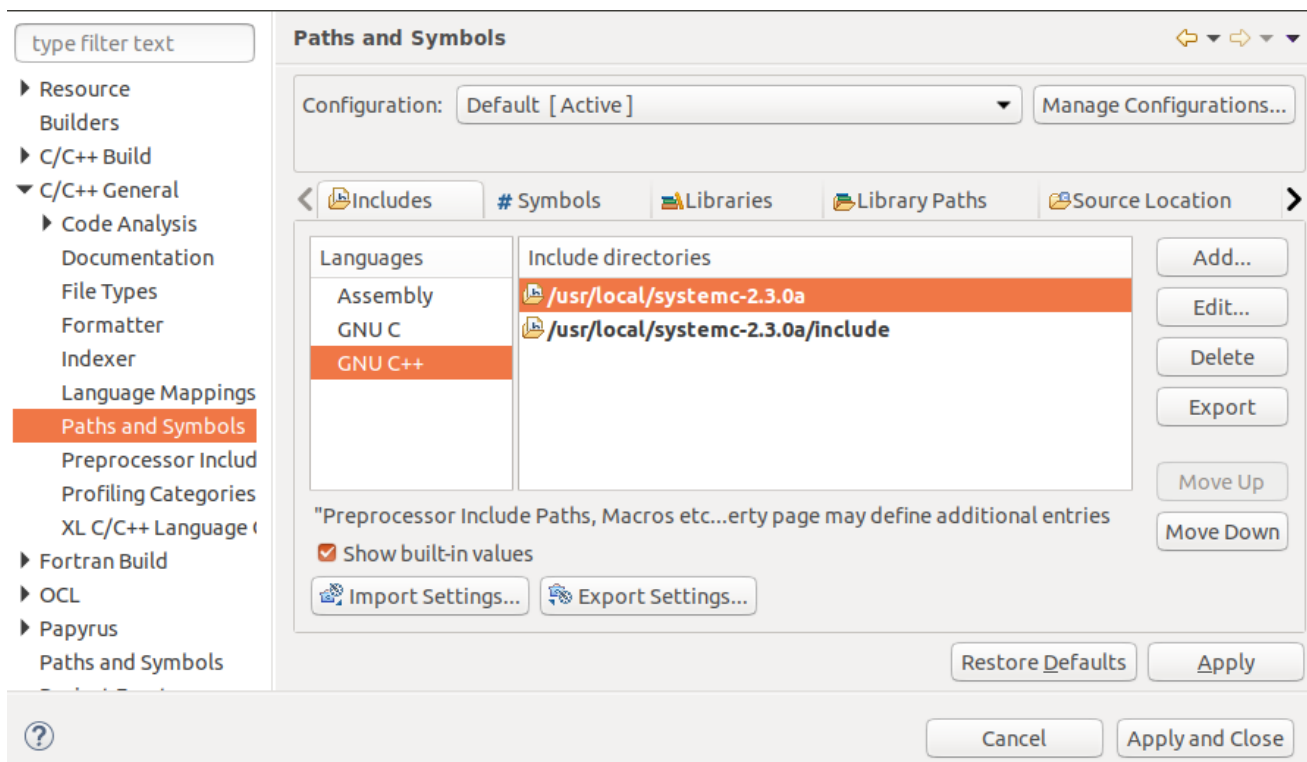 type filter text
Resource
Builders
C/C++ Build
C/C++ General
Code Analysis
Documentation
File Types
Formatter
Indexer
Language Mappings
Paths and Symbols
Preprocessor Includ
Profiling Categories
XL C/C++ Language
Fortran Build
OCL
Papyrus
Paths and Symbols
Paths and Symbols
Configuration: Default [ Active ] Manage Configurations...
Includes # Symbols Libraries Library Paths Source Location
Languages
Assembly
GNU C
GNU C++
Include directories
/usr/local/systemc-2.3.0a
/usr/local/systemc-2.3.0a/include
Add...
Edit...
Delete
Export
Move Up
Move Down
"Preprocessor Include Paths, Macros etc...erty page may define additional entries
Show built-in values
Import Settings... Export Settings...
Restore Defaults Apply
? Cancel Apply and Close